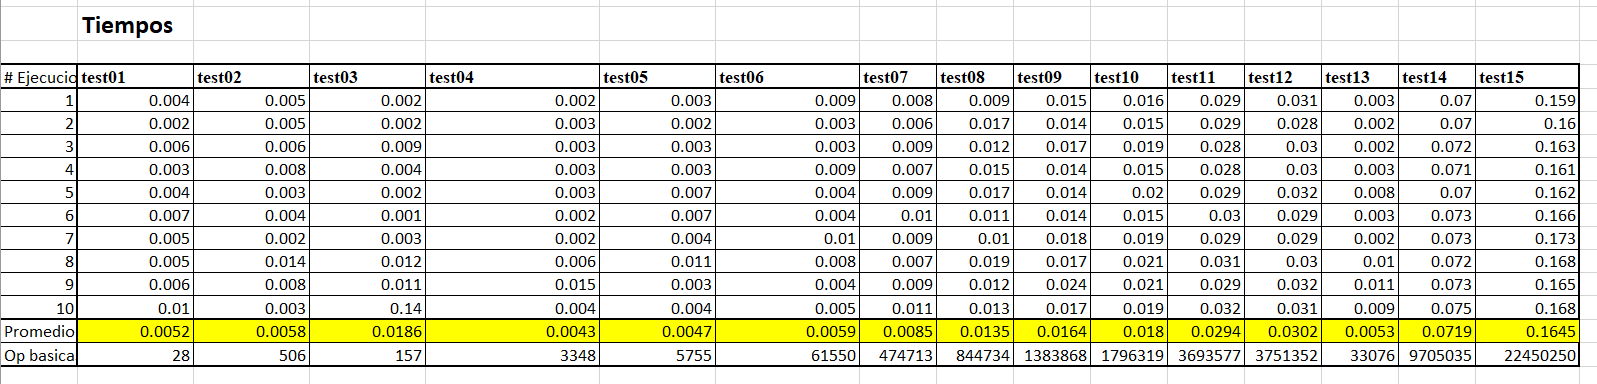 Tiempos
# Ejecucio test01 test02 test03 test04 test05 test06 test07 test08 test09 test10 test11 test12 test13 test14 test15
1 0.004 0.005 0.002 0.002 0.003 0.009 0.008 0.009 0.015 0.016 0.029 0.031 0.003 0.07 0.159
2 0.002 0.005 0.002 0.003 0.002 0.003 0.006 0.017 0.014 0.015 0.029 0.028 0.002 0.07 0.16
3 0.006 0.006 0.009 0.003 0.003 0.003 0.009 0.012 0.017 0.019 0.028 0.03 0.002 0.072 0.163
4 0.003 0.008 0.004 0.003 0.003 0.009 0.007 0.015 0.014 0.015 0.028 0.03 0.003 0.071 0.161
5 0.004 0.003 0.002 0.003 0.007 0.004 0.009 0.017 0.014 0.02 0.029 0.032 0.008 0.07 0.162
6 0.007 0.004 0.001 0.002 0.007 0.004 0.01 0.011 0.014 0.015 0.03 0.029 0.003 0.073 0.166
7 0.005 0.002 0.003 0.002 0.004 0.01 0.009 0.01 0.018 0.019 0.029 0.029 0.002 0.073 0.173
8 0.005 0.014 0.012 0.006 0.011 0.008 0.007 0.019 0.017 0.021 0.031 0.03 0.01 0.072 0.168
9 0.006 0.008 0.011 0.015 0.003 0.004 0.009 0.012 0.024 0.021 0.029 0.032 0.011 0.073 0.165
10 0.01 0.003 0.14 0.004 0.004 0.005 0.011 0.013 0.017 0.019 0.032 0.031 0.009 0.075 0.168
Promedio 0.0052 0.0058 0.0186 0.0043 0.0047 0.0059 0.0085 0.0135 0.0164 0.018 0.0294 0.0302 0.0053 0.0719 0.1645
Op basica 28 506 157 3348 5755 61550 474713 844734 1383868 1796319 3693577 3751352 33076 9705035 22450250